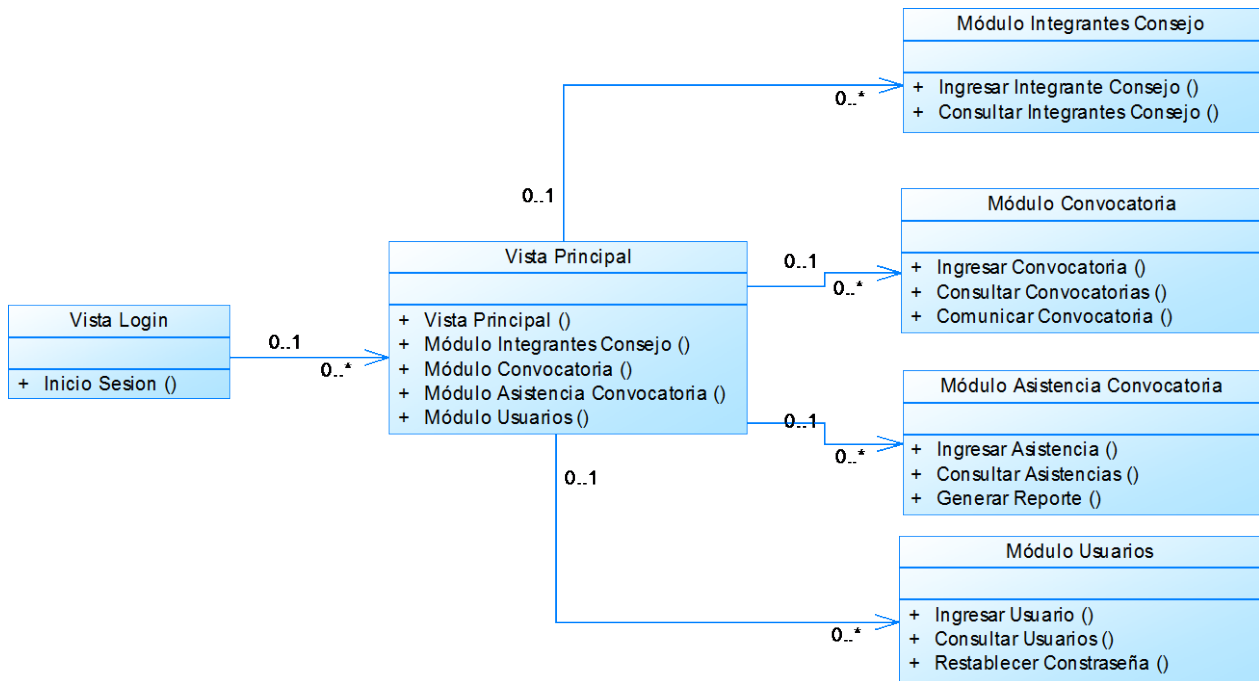 Vista Login
+ Inicio Sesion ()
0..1
0..*
Vista Principal
+ Vista Principal ()
+ Módulo Integrantes Consejo ()
+ Módulo Convocatoria ()
+ Módulo Asistencia Convocatoria ()
+ Módulo Usuarios ()
0..1
0..*
Módulo Integrantes Consejo
+ Ingresar Integrante Consejo ()
+ Consultar Integrantes Consejo ()
0..1
0..*
Módulo Convocatoria
+ Ingresar Convocatoria ()
+ Consultar Convocatorias ()
+ Comunicar Convocatoria ()
0..1
0..*
Módulo Asistencia Convocatoria
+ Ingresar Asistencia ()
+ Consultar Asistencias ()
+ Generar Reporte ()
0..1
0..*
Módulo Usuarios
+ Ingresar Usuario ()
+ Consultar Usuarios ()
+ Restablecer Constraseña ()